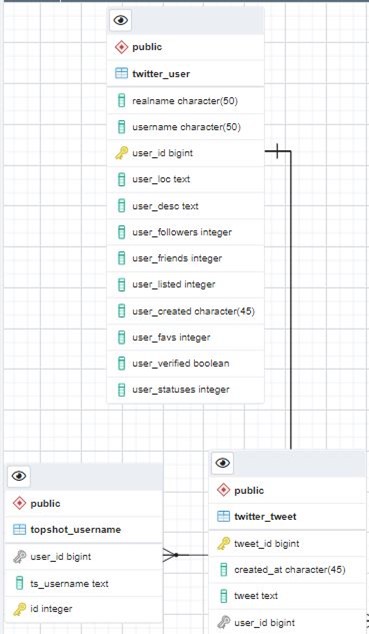 public
twitter_user
realname character(50)
username character(50)
user_id bigint
user_loc text
user_desc text
user_followers integer
user_friends integer
user_listed integer
user_created character(45)
user_favs integer
user_verified boolean
user_statuses integer
public
topshot_username
user_id bigint
ts_username text
id integer
public
twitter_tweet
tweet_id bigint
created_at character(45)
tweet text
user_id bigint